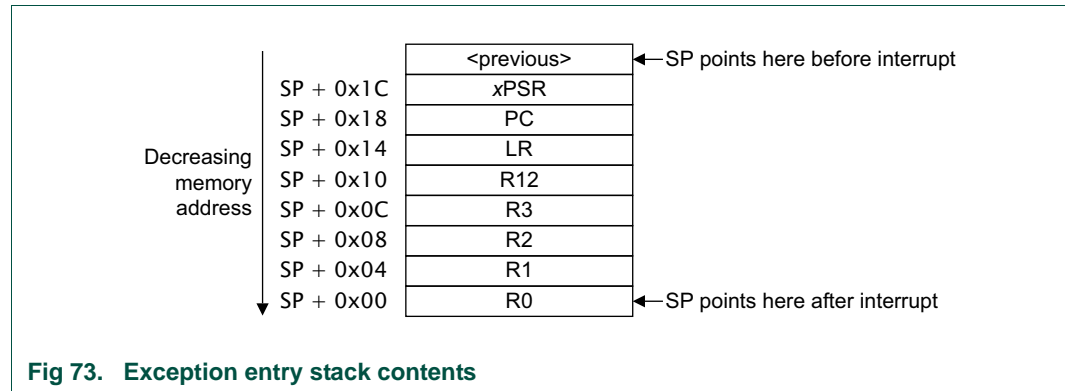 <previous> SP points here before interrupt
SP + 0x1C xPSR
SP + 0x18 PC
SP + 0x14 LR
Decreasing
memory
address
SP + 0x10 R12
SP + 0x0C R3
SP + 0x08 R2
SP + 0x04 R1
SP + 0x00 R0 SP points here after interrupt
Fig 73. Exception entry stack contents